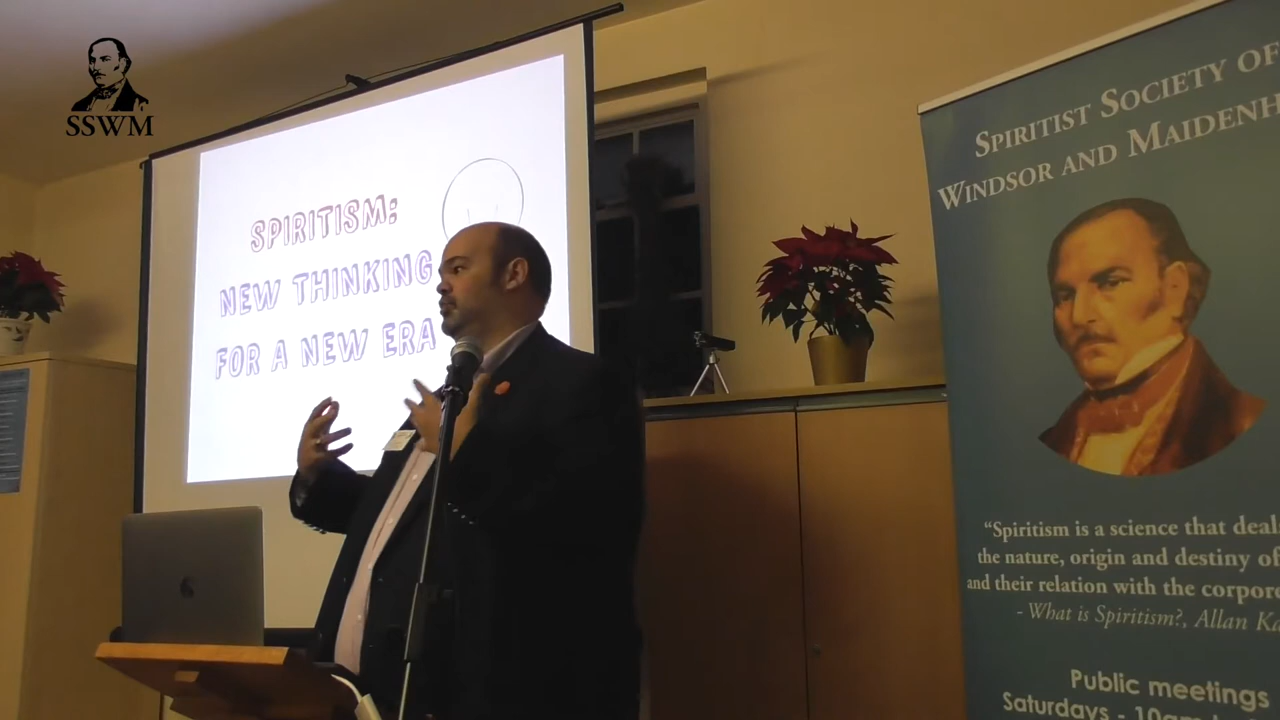 SSWM
SPIRITISM:
NEW THINKING
FOR A NEW ERA
SPIRITIST SOCIETY OF
WINDSOR AND MAIDENH
“Spiritism is a science that deal
the nature, origin and destiny of
and their relation with the corpor
- What is Spiritism?, Allan Ka
Public meetings
Saturdays - 10a